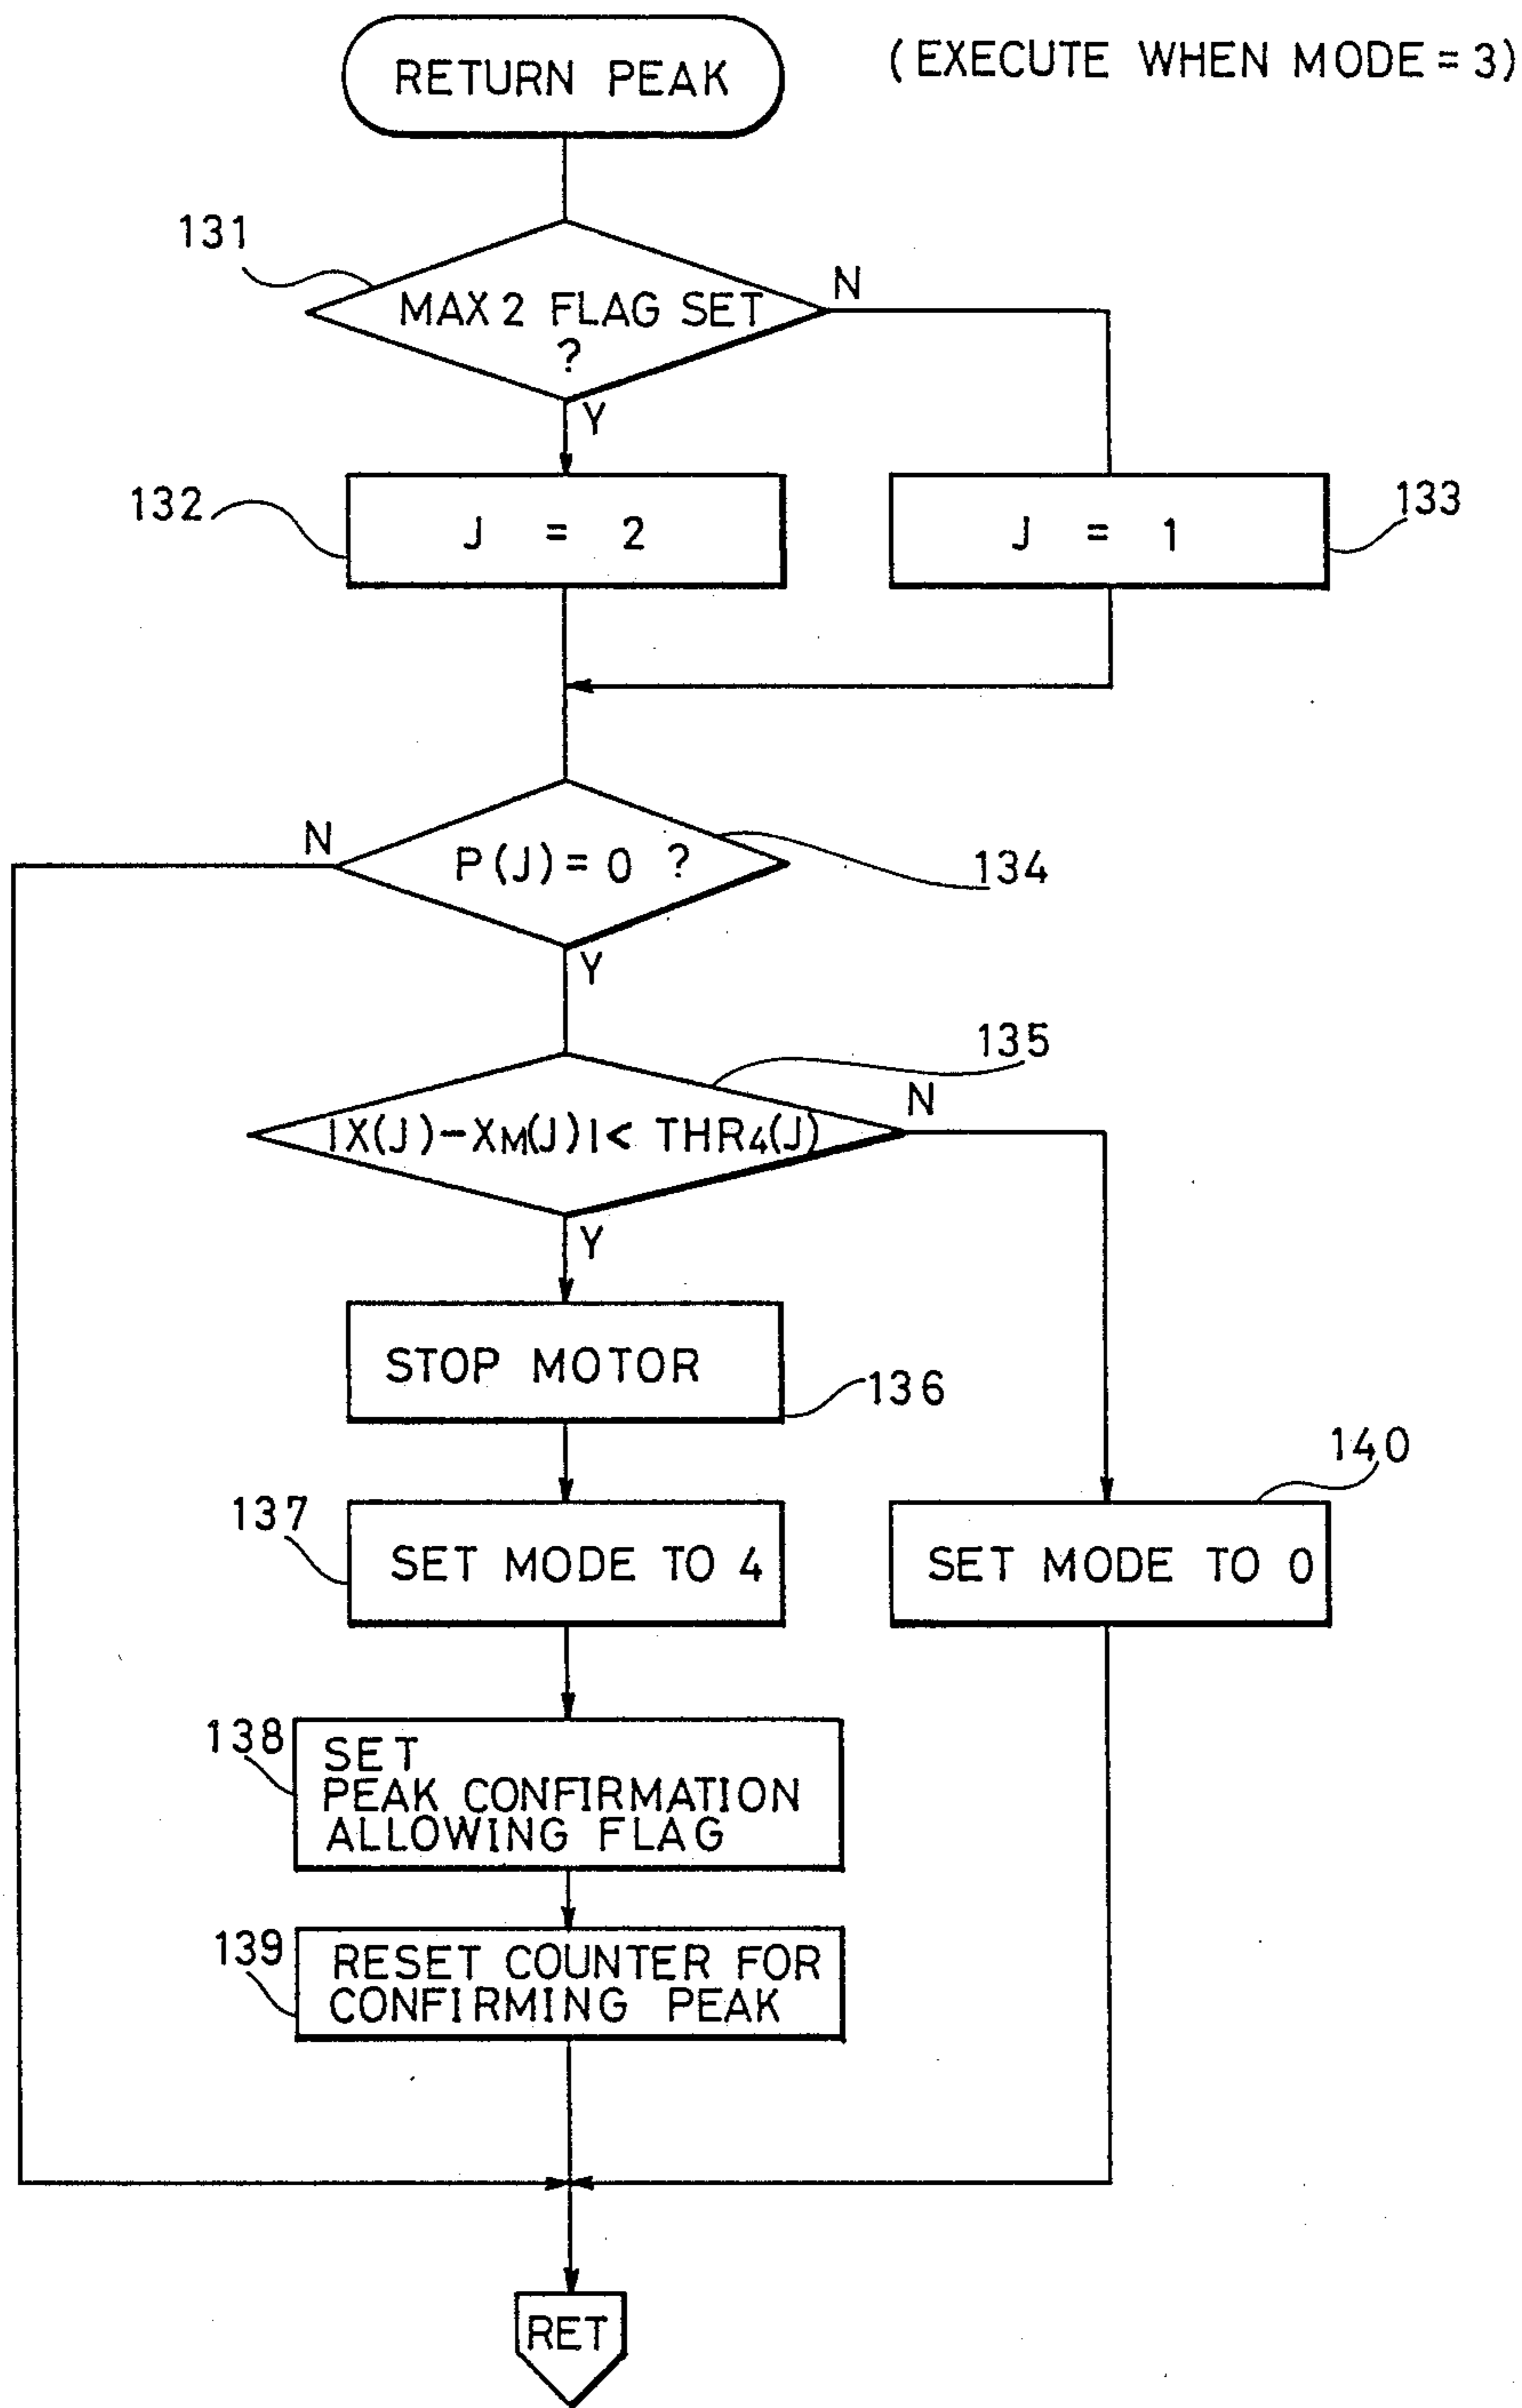 RETURN PEAK
(EXECUTE WHEN MODE = 3)
131
MAX 2 FLAG SET
?
N
Y
132
J = 2
J = 1
133
N
P(J) = 0 ?
134
Y
135
|X(J)-XM(J)|< THR4(J)
N
Y
STOP MOTOR
136
137
SET MODE TO 4
140
SET MODE TO 0
138
SET
PEAK CONFIRMATION
ALLOWING FLAG
139
RESET COUNTER FOR
CONFIRMING PEAK
RET